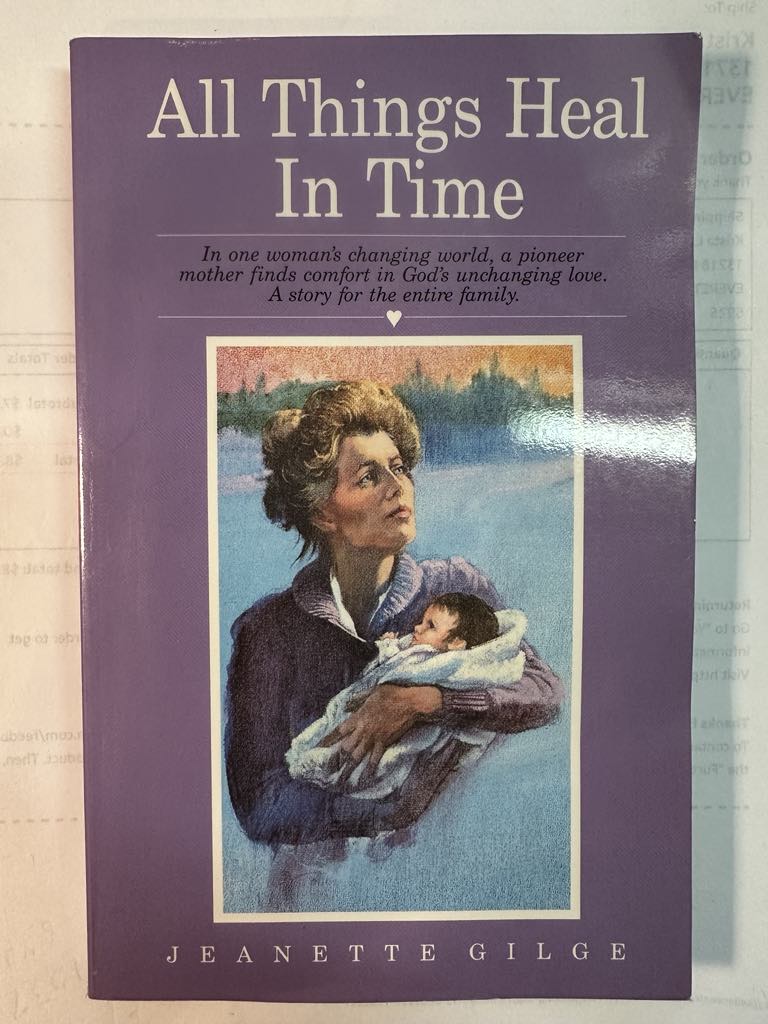 All Things Heal
In Time
In one woman's changing world, a pioneer
mother finds comfort in God's unchanging love.
A story for the entire family.
JEANETTE GILGE